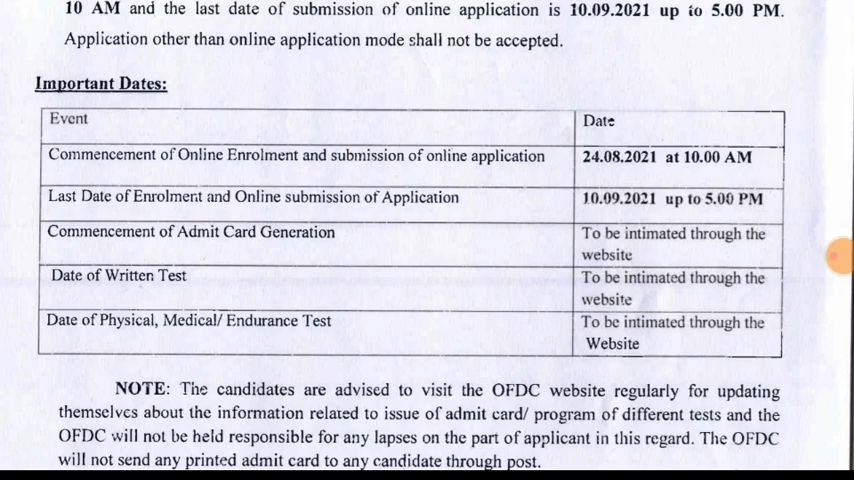 10 AM and the last date of submission of online application is 10.09.2021 up to 5.00 PM.
Application other than online application mode shall not be accepted.
Important Dates:
Event Date
Commencement of Online Enrolment and submission of online application 24.08.2021 at 10.00 AM
Last Date of Enrolment and Online submission of Application 10.09.2021 up to 5.00 PM
Commencement of Admit Card Generation To be intimated through the
website
Date of Written Test To be intimated through the
website
Date of Physical, Medical/ Endurance Test To be intimated through the
Website
NOTE: The candidates are advised to visit the OFDC website regularly for updating
themselves about the information related to issue of admit card/ program of different tests and the
OFDC will not be held responsible for any lapses on the part of applicant in this regard. The OFDC
will not send any printed admit card to any candidate through post.